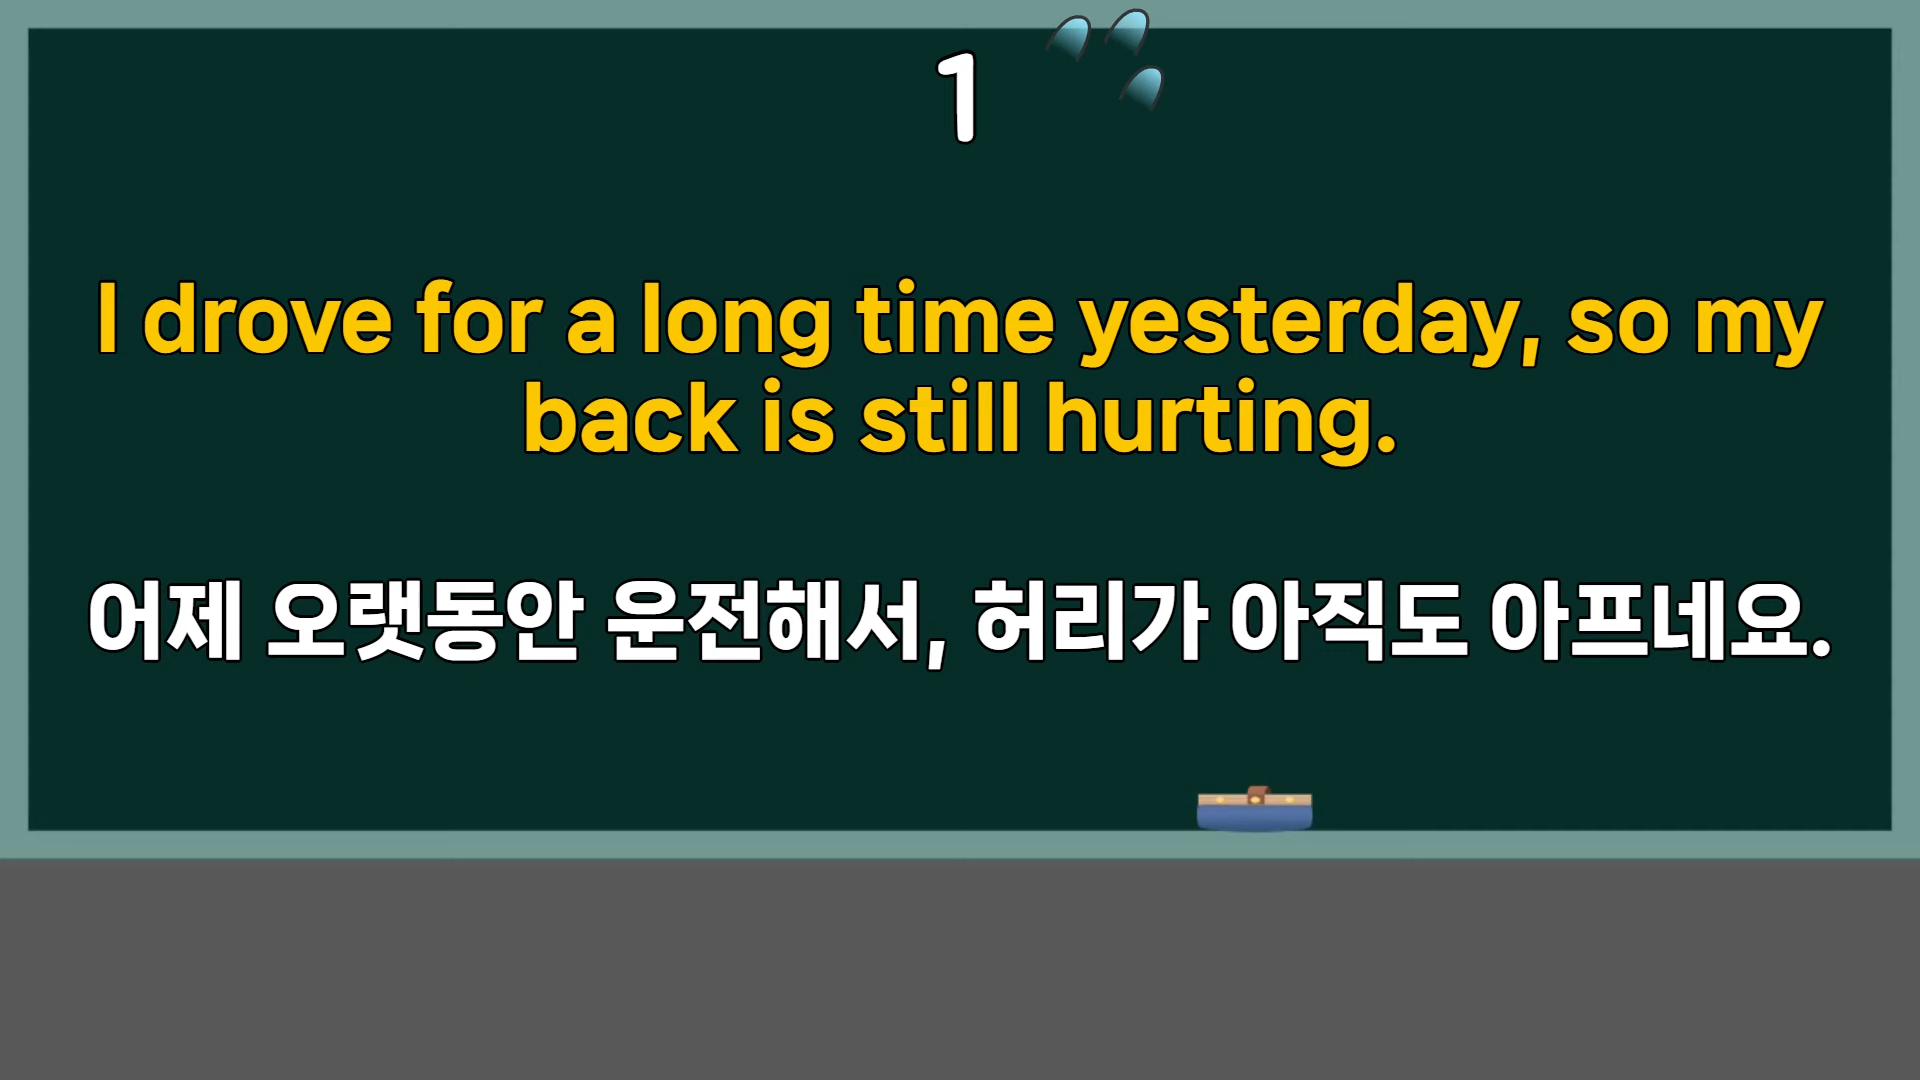 1
I drove for a long time yesterday, so my
back is still hurting.
어제 오랫동안 운전해서, 허리가 아직도 아프네요.